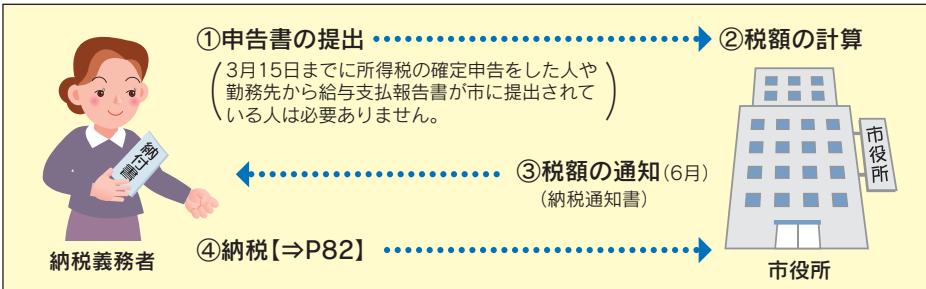 ①申告書の提出
②税額の計算
(3月15日までに所得税の確定申告をした人や
勤務先から給与支払報告書が市に提出されて
いる人は必要ありません。)
納付書
市役所
③税額の通知(6月)
(納税通知書)
④納税【⇒P82】
納税義務者
市役所